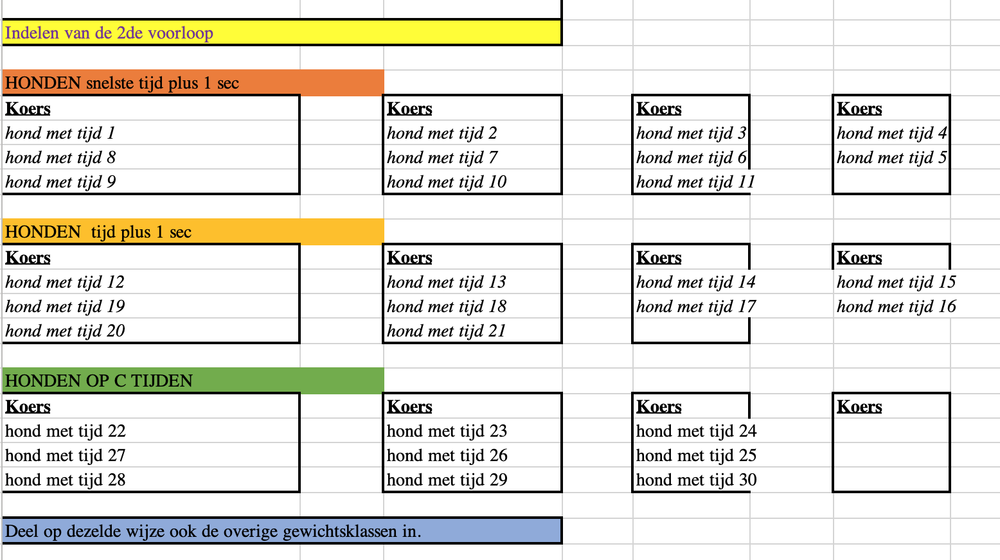 Indelen van de 2de voorloop
HONDEN snelste tijd plus 1 sec
Koers Koers Koers Koers
hond met tijd 1 hond met tijd 2 hond met tijd 3 hond met tijd 4
hond met tijd 8 hond met tijd 7 hond met tijd 6 hond met tijd 5
hond met tijd 9 hond met tijd 10 hond met tijd 11
HONDEN  tijd plus 1 sec
Koers Koers Koers Koers
hond met tijd 12 hond met tijd 13 hond met tijd 14 hond met tijd 15
hond met tijd 19 hond met tijd 18 hond met tijd 17 hond met tijd 16
hond met tijd 20 hond met tijd 21
HONDEN OP C TIJDEN
Koers Koers Koers Koers
hond met tijd 22 hond met tijd 23 hond met tijd 24
hond met tijd 27 hond met tijd 26 hond met tijd 25
hond met tijd 28 hond met tijd 29 hond met tijd 30
Deel op dezelde wijze ook de overige gewichtsklassen in.